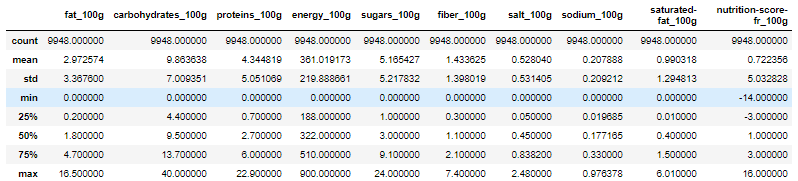 fat_100g carbohydrates_100g proteins_100g energy_100g sugars_100g fiber_100g salt_100g sodium_100g saturated-fat_100g nutrition-score-fr_100g
count 9948.000000 9948.000000 9948.000000 9948.000000 9948.000000 9948.000000 9948.000000 9948.000000 9948.000000 9948.000000
mean 2.972574 9.863638 4.344819 361.019173 5.165427 1.433625 0.528040 0.207888 0.990318 0.722356
std 3.367600 7.009351 5.051069 219.888661 5.217832 1.398019 0.531405 0.209212 1.294813 5.032828
min 0.000000 0.000000 0.000000 0.000000 0.000000 0.000000 0.000000 0.000000 0.000000 -14.000000
25% 0.200000 4.400000 0.700000 188.000000 1.000000 0.300000 0.050000 0.019685 0.010000 -3.000000
50% 1.800000 9.500000 2.700000 322.000000 3.000000 1.100000 0.450000 0.177165 0.400000 1.000000
75% 4.700000 13.700000 6.000000 510.000000 9.100000 2.100000 0.838200 0.330000 1.500000 3.000000
max 16.500000 40.000000 22.900000 900.000000 24.000000 7.400000 2.480000 0.976378 6.010000 16.000000